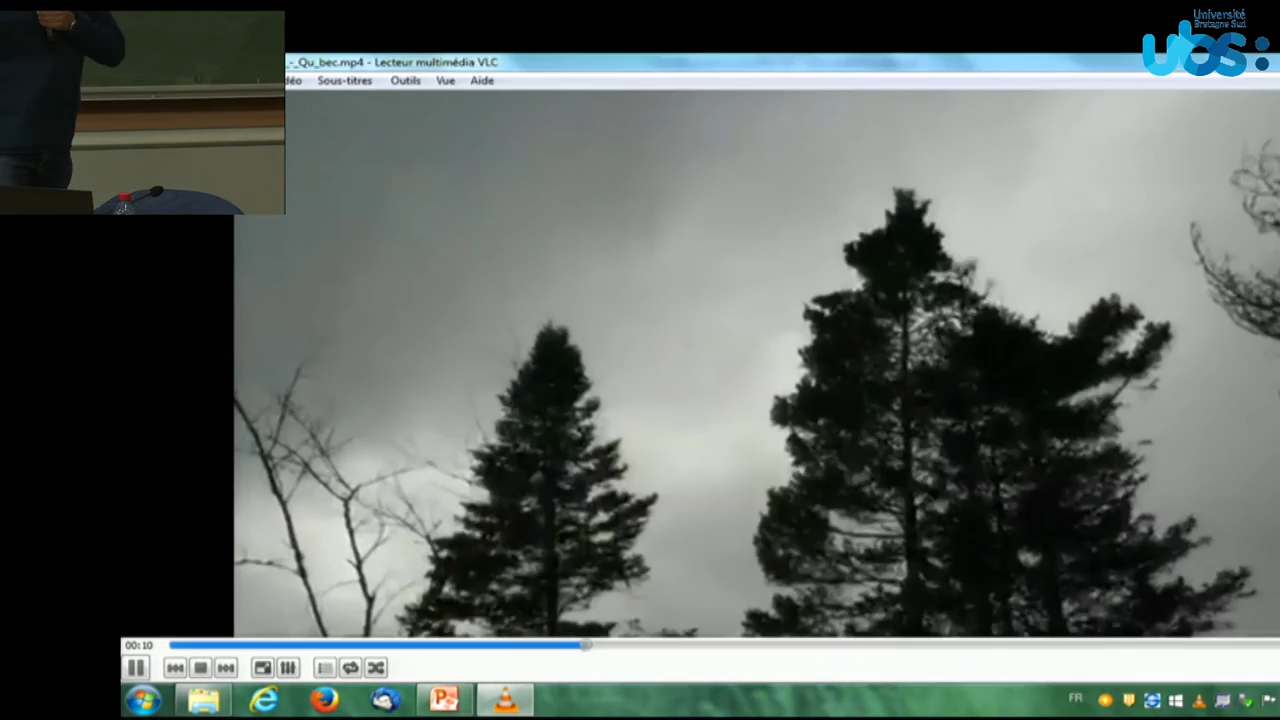 Université
Bretagne Sud
ubs:
_-_Qu_bec.mp4 - Lecteur multimédia VLC
déo Sous-titres Outils Vue Aide
00:10
FR